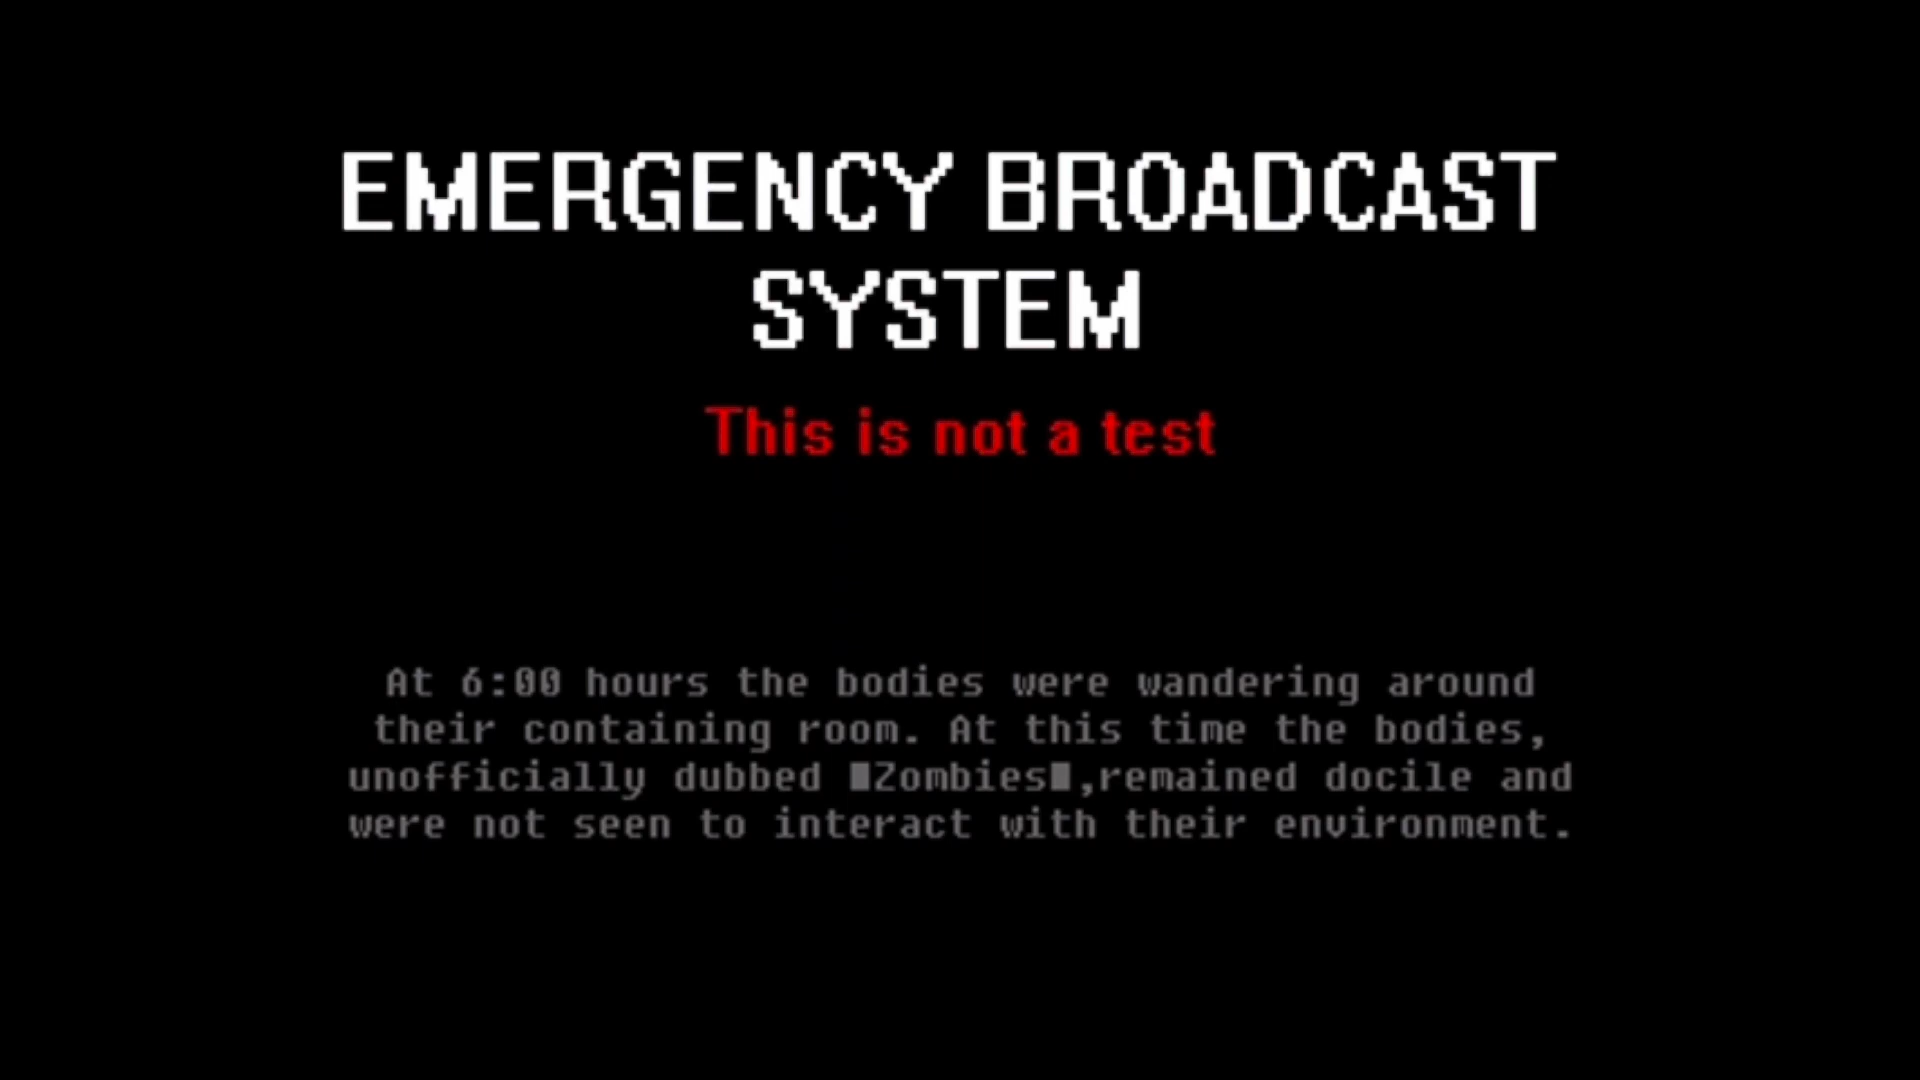 EMERGENCY BROADCAST
SYSTEM
This is not a test
At 6:00 hours the bodies were wandering around
their containing room. At this time the bodies,
unofficially dubbed ■Zombies■,remained docile and
were not seen to interact with their environment.